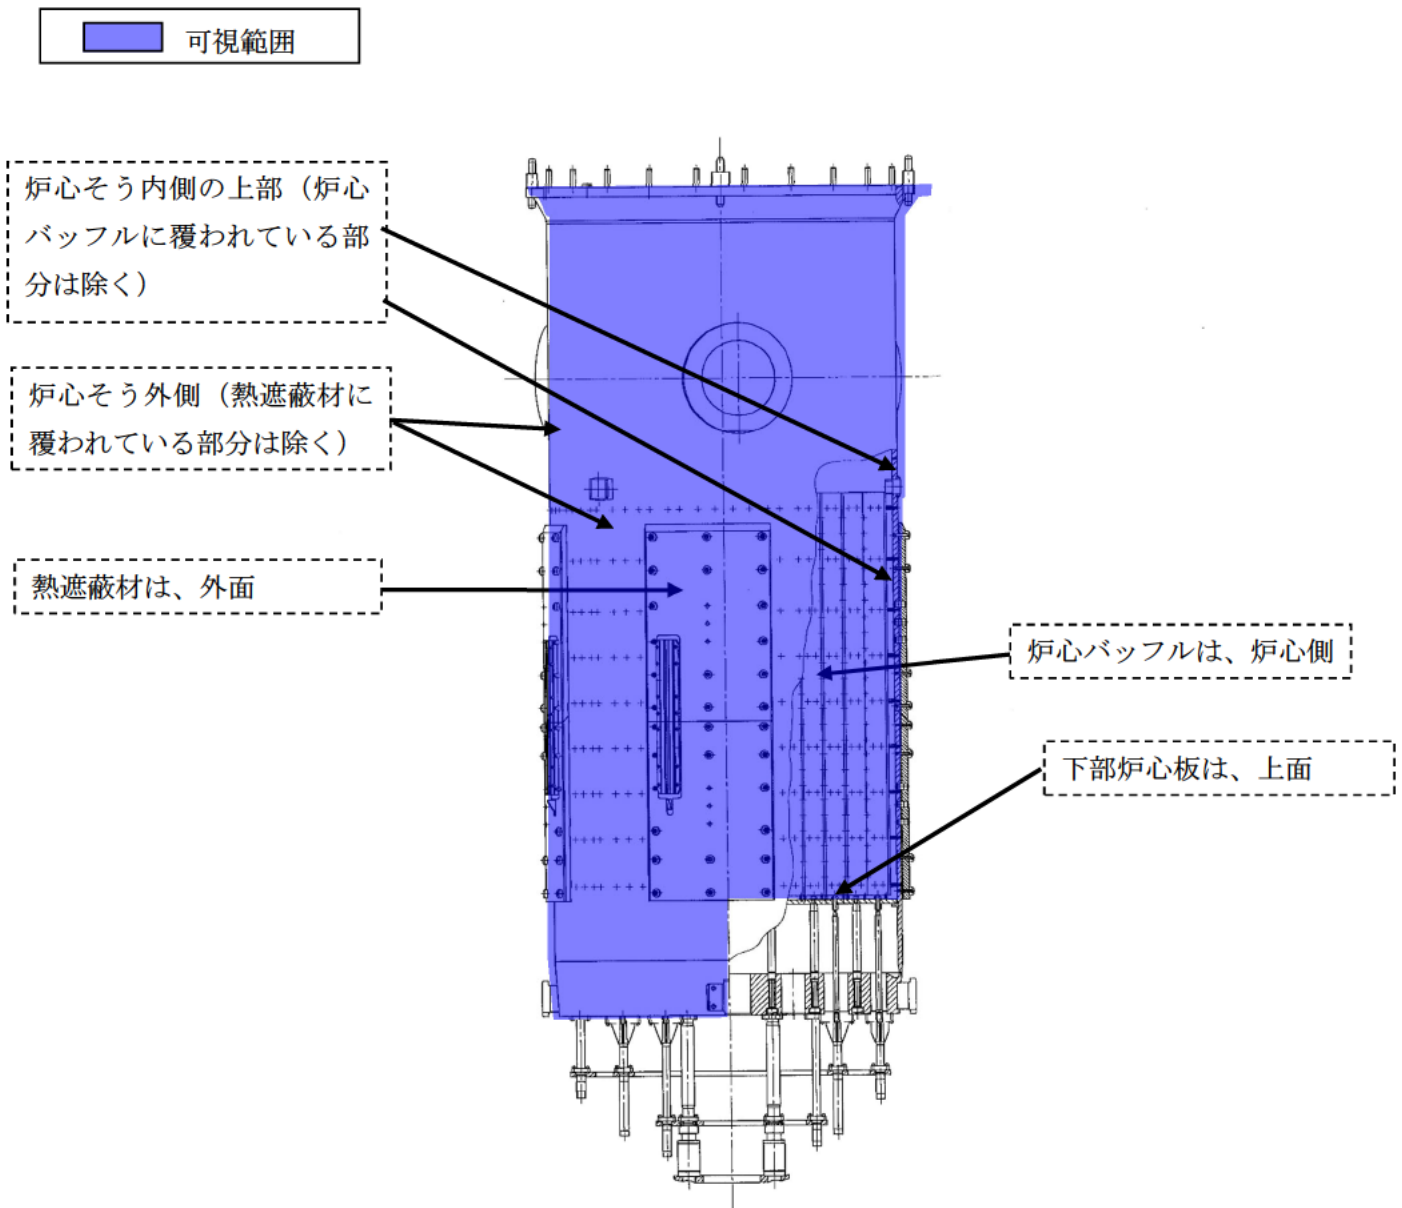 可視範囲
炉心そう内側の上部（炉心
バッフルに覆われている部
分は除く）
炉心そう外側（熱遮蔽材に
覆われている部分は除く）
熱遮蔽材は、外面
炉心バッフルは、炉心側
下部炉心板は、上面